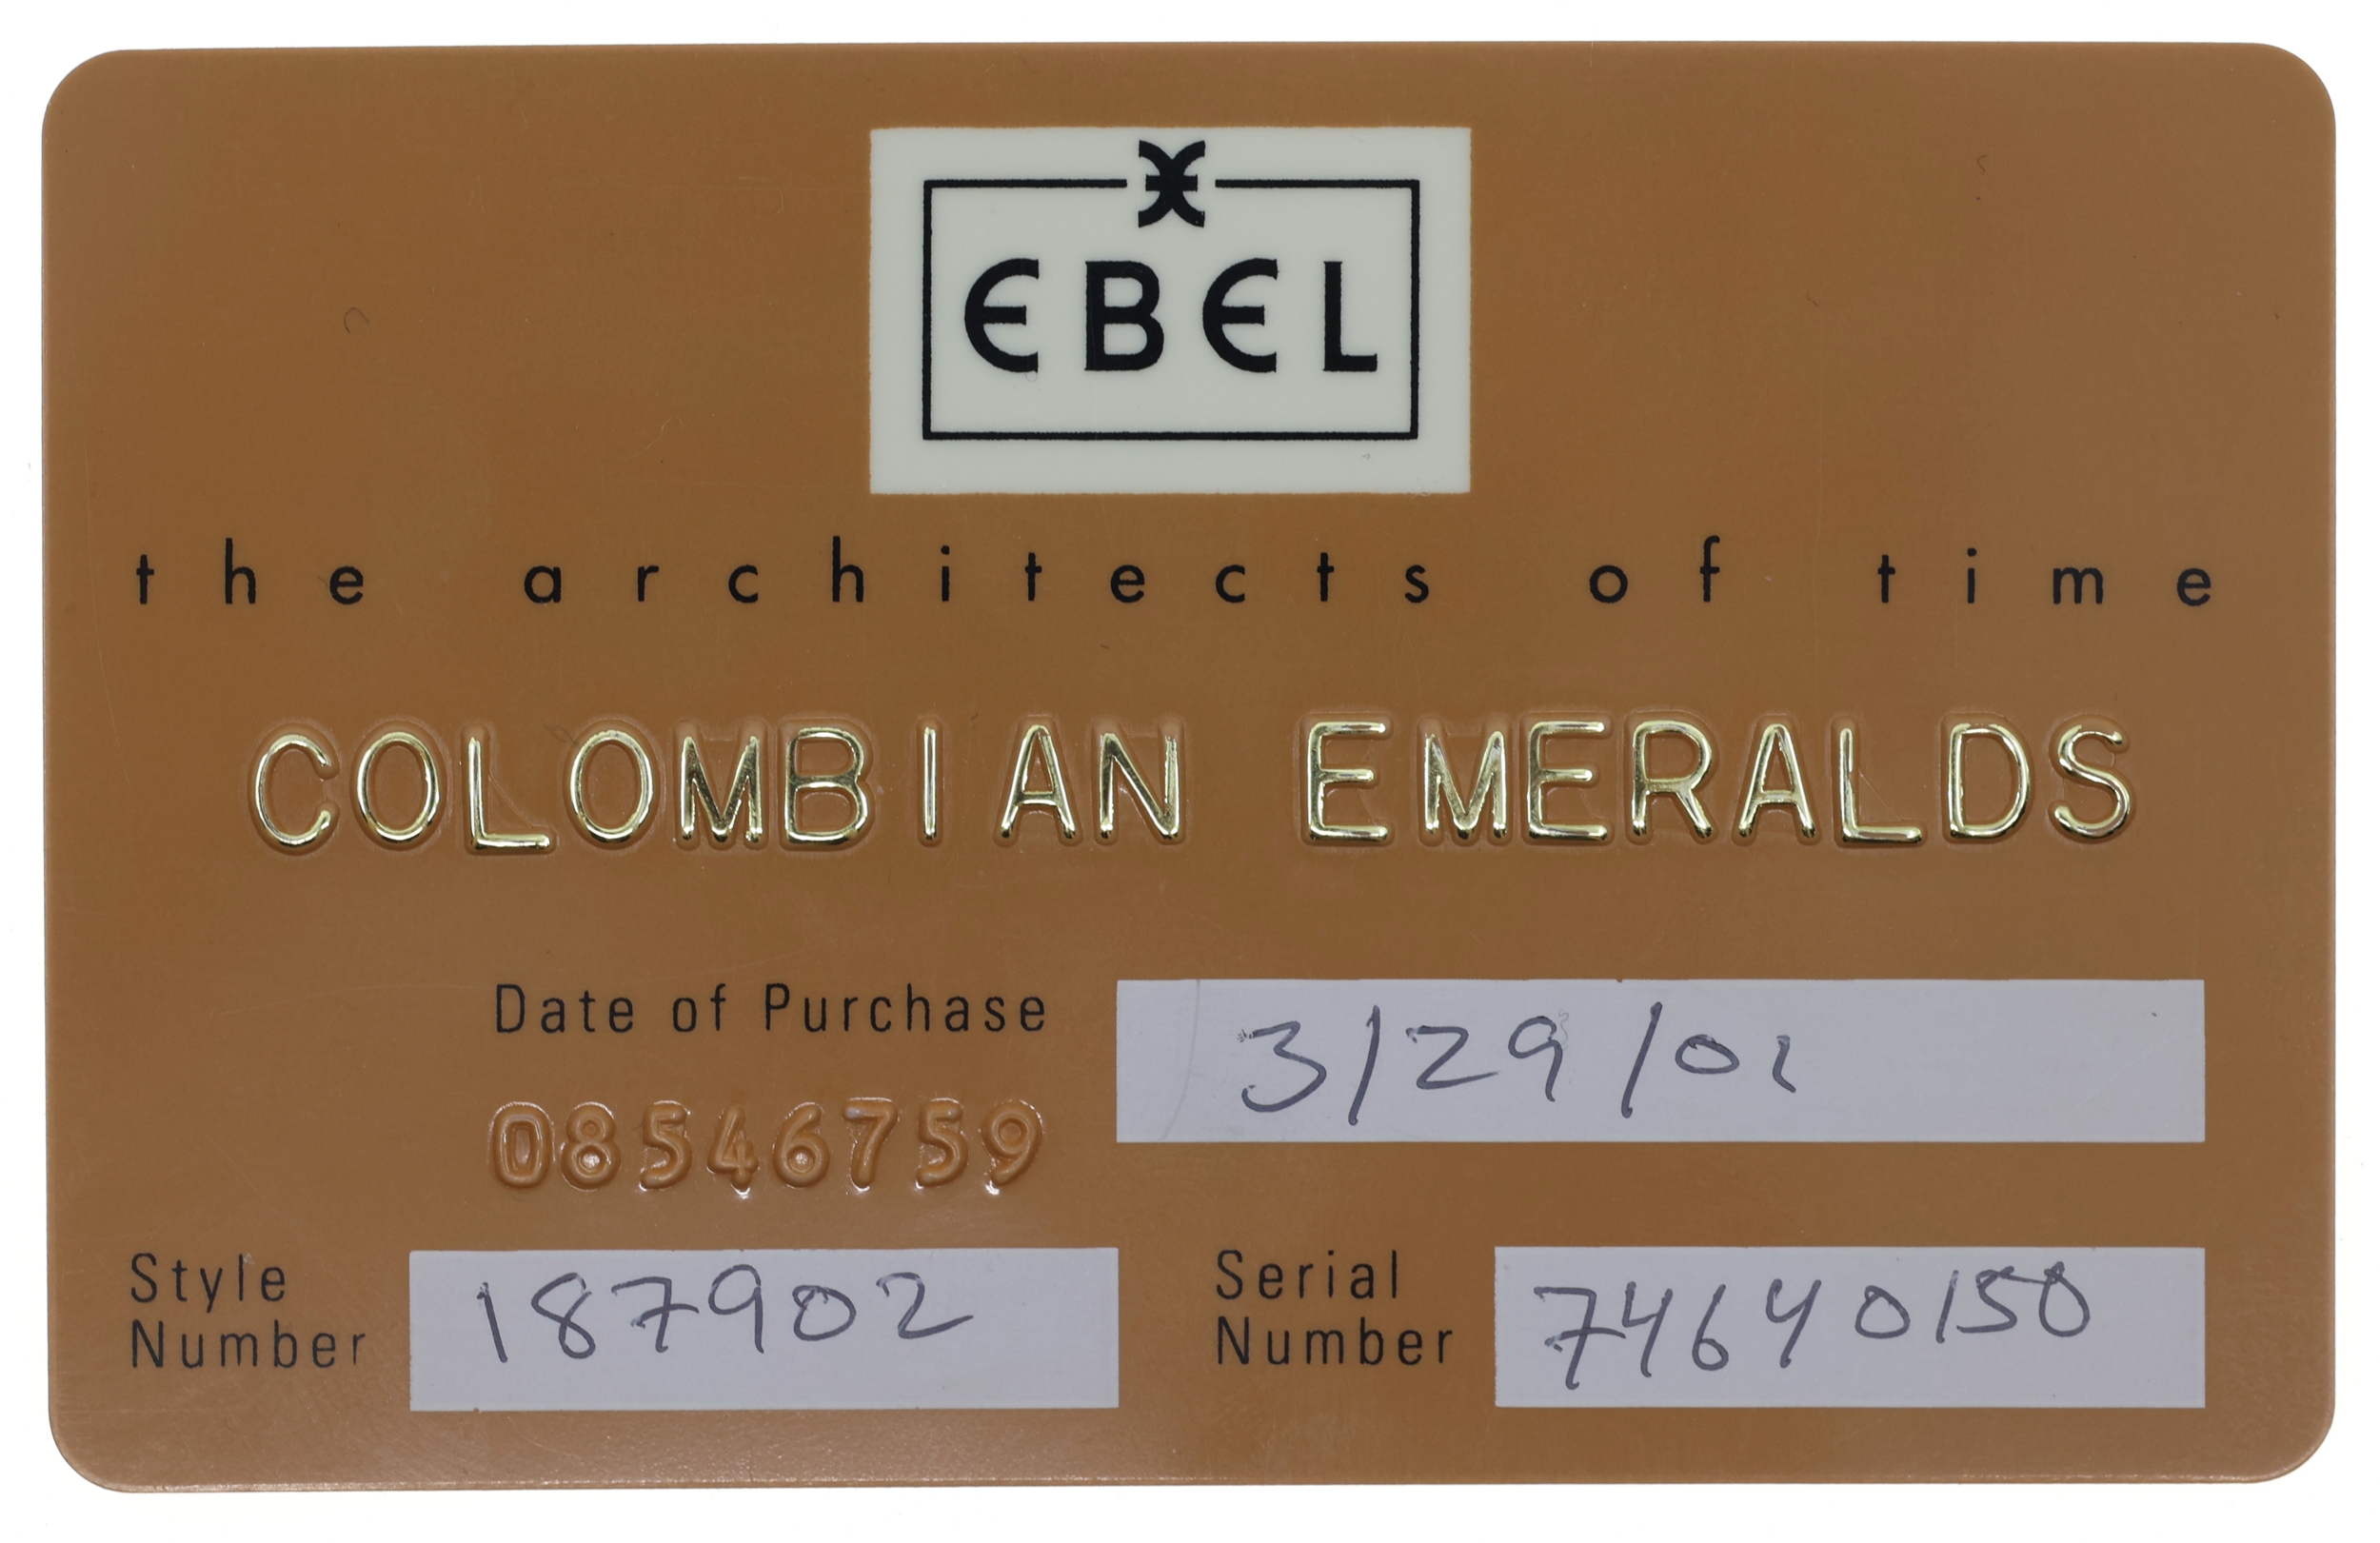 EBEL
the architects of time
COLOMBIAN EMERALDS
Date of Purchase 3/29/01
08546759
Style Number 187902
Serial Number 74640150